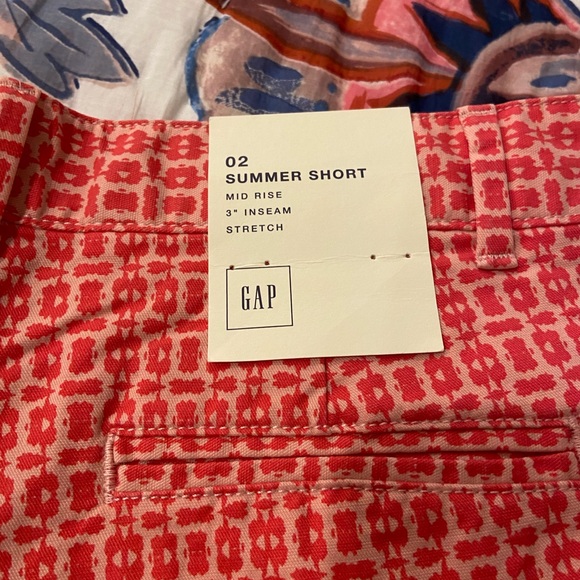 02
SUMMER SHORT
MID RISE
3" INSEAM
STRETCH
GAP